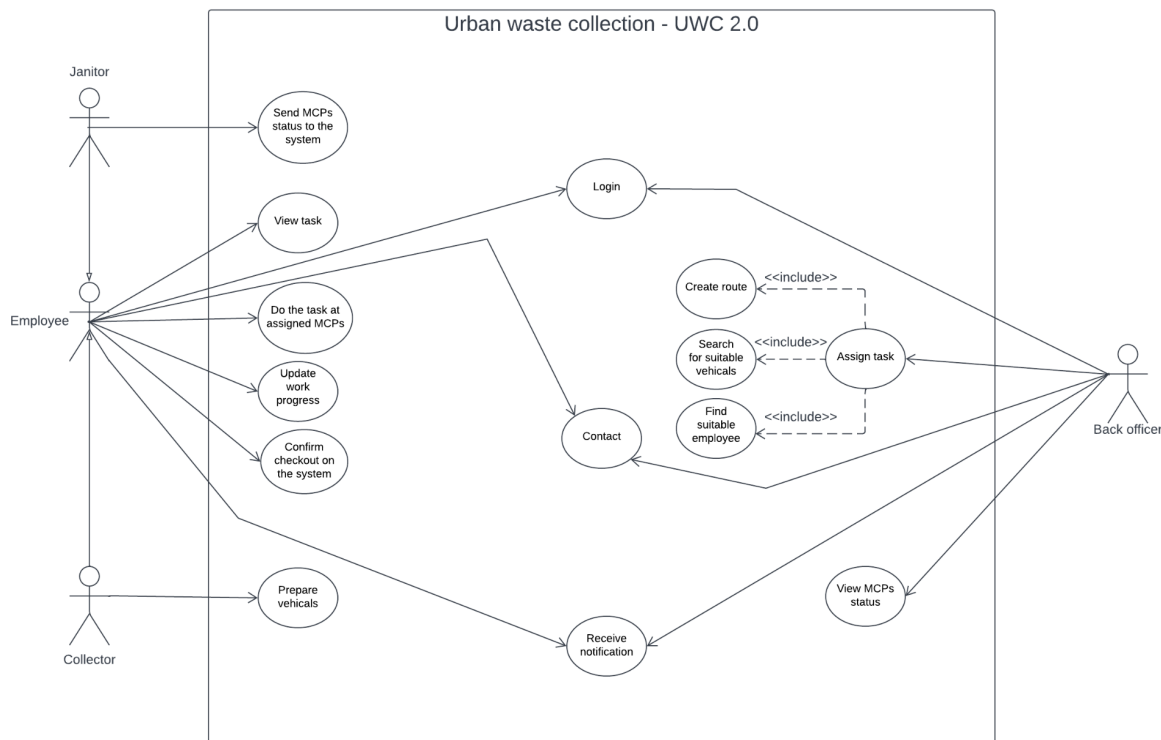 Urban waste collection - UWC 2.0
Janitor
Send MCPs
status to the
system
Login
View task
Create route
<<include>>
Employee
Do the task at
assigned MCPs
Search
for suitable
vehicals
<<include>>
Assign task
Update
work
progress
Find
suitable
employee
<<include>>
Back officer
Contact
Confirm
checkout on
the system
Prepare
vehicals
View MCPs
status
Receive
notification
Collector